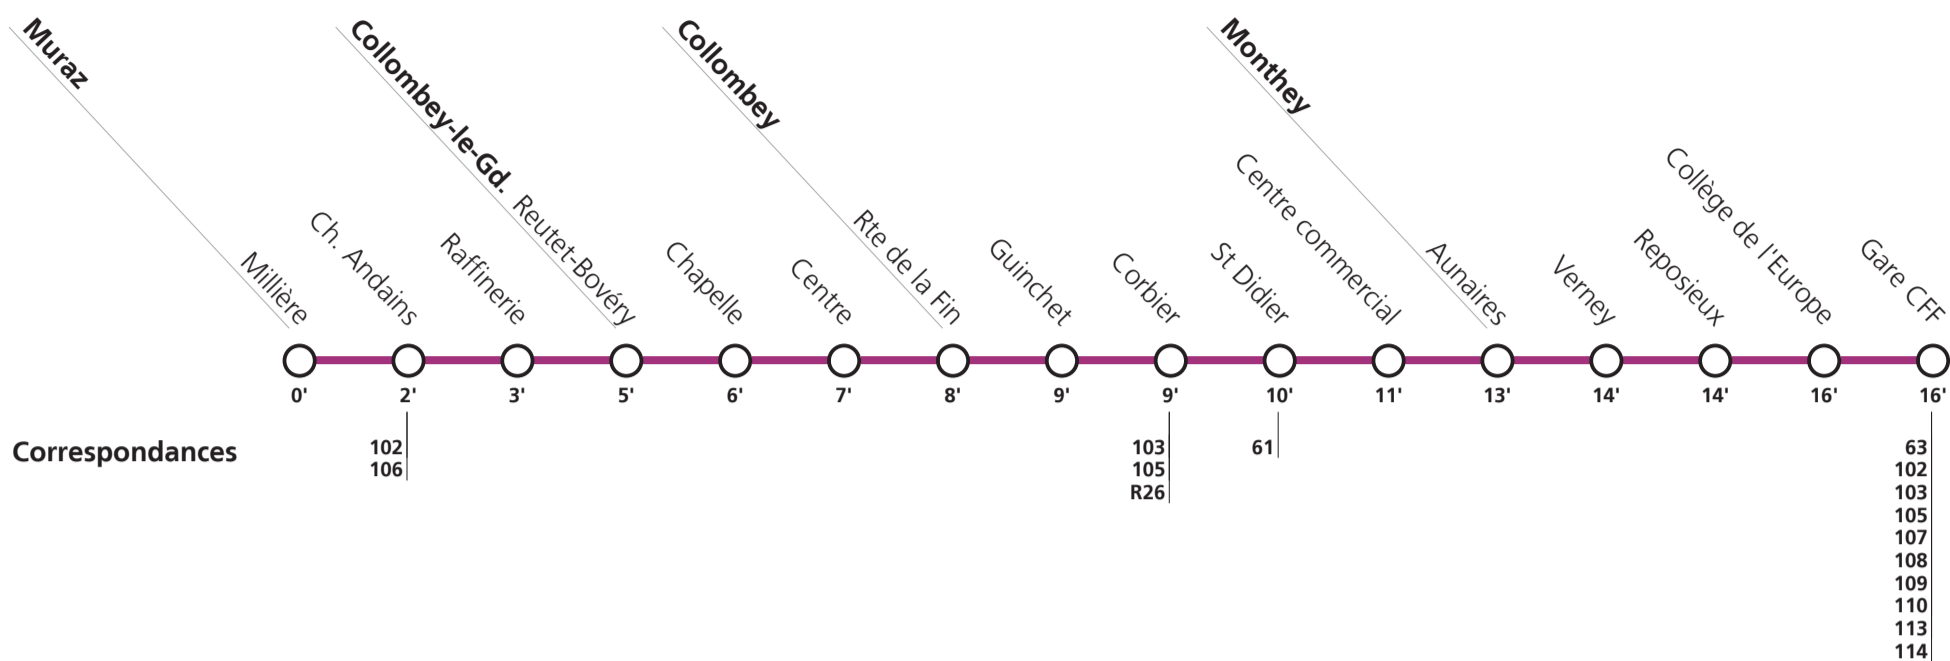 Muraz
Millière
Ch. Andains
Raffinerie
Collombey-le-Gd.
Reutet-Bovéry
Chapelle
Centre
Collombey
Rte de la Fin
Guinchet
Corbier
St Didier
Centre commercial
Monthey
Aunaires
Verney
Reposieux
Collège de l'Europe
Gare CFF
0' 2' 3' 5' 6' 7' 8' 9' 9' 10' 11' 13' 14' 14' 16' 16'
Correspondances
102
106
103
105
R26
61
63
102
103
105
107
108
109
110
113
114